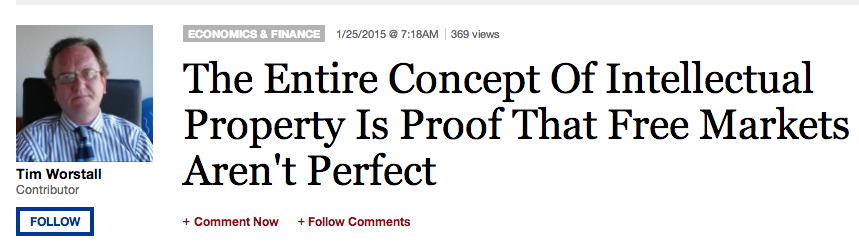 ECONOMICS & FINANCE 1/25/2015 @ 7:18AM 369 views
The Entire Concept Of Intellectual
Property Is Proof That Free Markets
Aren't Perfect
Tim Worstall
Contributor
FOLLOW
+ Comment Now + Follow Comments